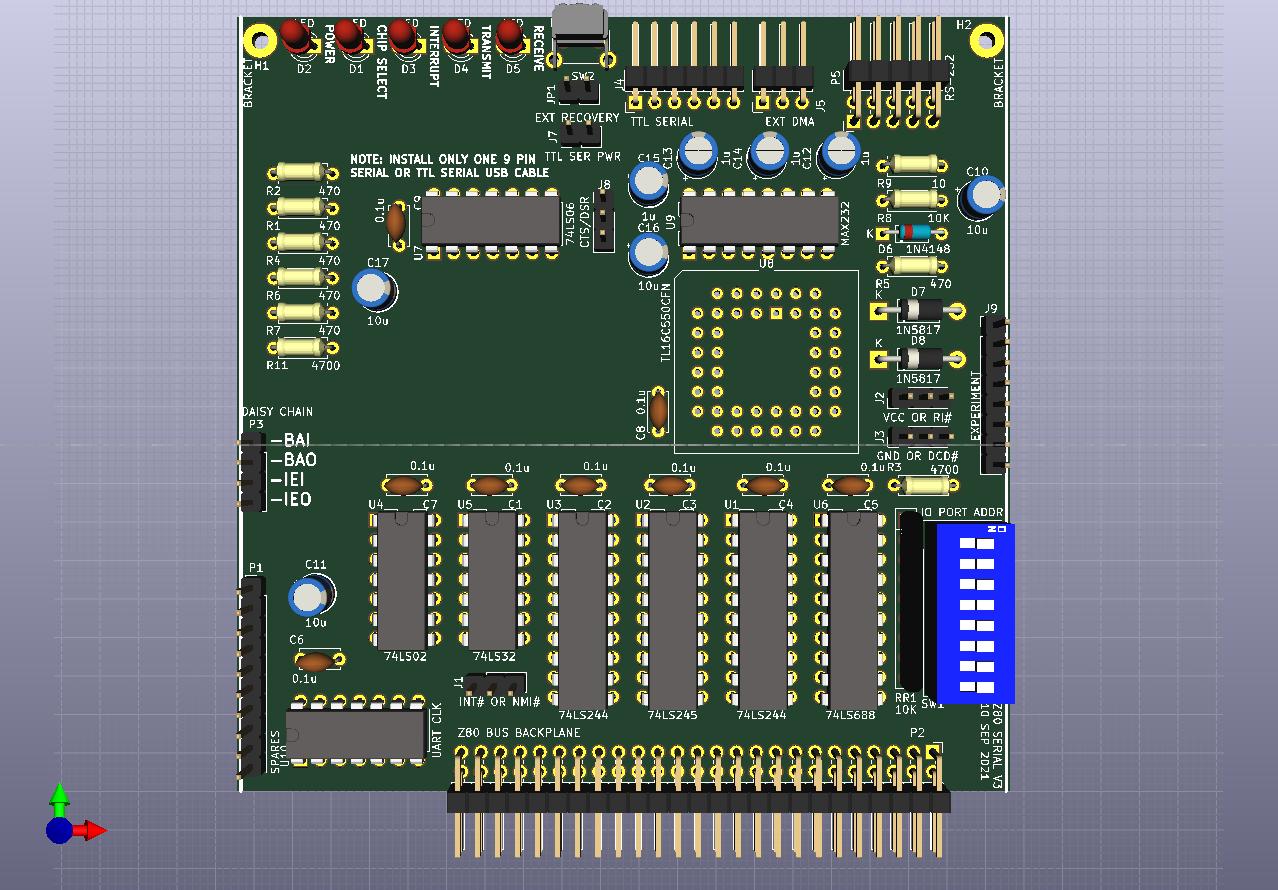 H1
BRACKET
D2
POWER
D1
CHIP SELECT
D3
INTERRUPT
D4
TRANSMIT
D5
RECEIVE
SW2
JP1
EXT RECOVERY
J7
TTL SER PWR
J4
TTL SERIAL
J5
EXT DMA
P5
RS-232
H2
BRACKET
NOTE: INSTALL ONLY ONE 9 PIN
SERIAL OR TTL SERIAL USB CABLE
R2 470
R1 470
R4 470
R6 470
R7 470
R11 4700
0.1u
C9
U7
74LS06
C17
10u
J8
CTS/DSR
C15
1u
C16
10u
C13
1u
C14
1u
C12
1u
U9
MAX232
R9 10
R8 10K
K
D6 1N4148
R5 470
C10
10u
K
D7
1N5817
K
D8
1N5817
J9
EXPERIMENT
U8
TL16C550CFN
0.1u
C8
J2
VCC OR RI#
J3
GND OR DCD#
R3
4700
DAISY CHAIN
P3
-BAI
-BAO
-IEI
-IEO
0.1u
U4
C7
74LS02
0.1u
U5
C1
74LS32
0.1u
U3
C2
74LS244
0.1u
U2
C3
74LS245
0.1u
U1
C4
74LS244
0.1u
U6
C5
74LS688
IO PORT ADDR
ON
RR1
10K
SW1
P1
SPARES
C11
10u
C6
0.1u
U10
UART CLK
J1
INT# OR NMI#
Z80 BUS BACKPLANE
P2
Z80 SERIAL V3
10 SEP 2021